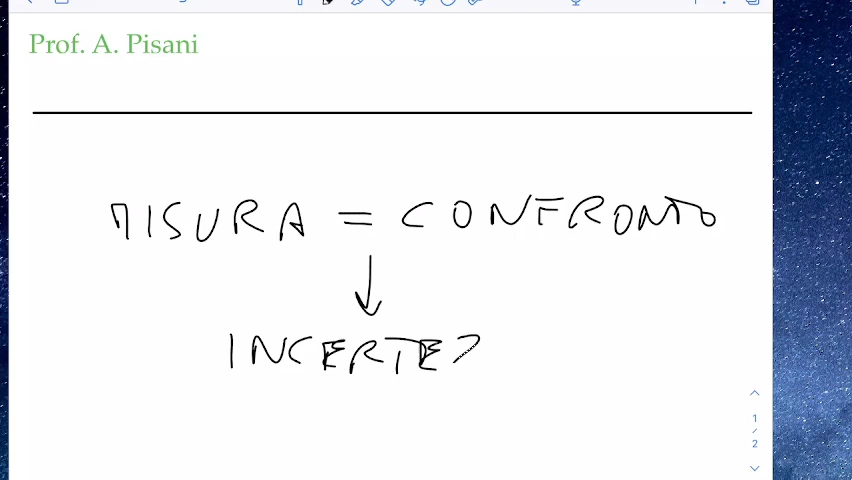 Prof. A. Pisani
MISURA = CONFRONTO
↓
INCERTEZ
1
/
2